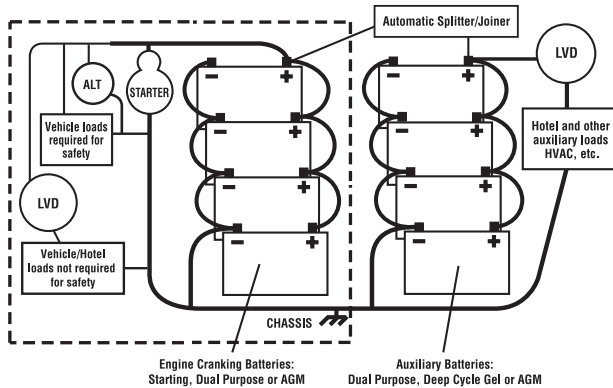 Automatic Splitter/Joiner
ALT
STARTER
LVD
Vehicle loads
required for
safety
LVD
Vehicle/Hotel
loads not required
for safety
Hotel and other
auxiliary loads
HVAC, etc.
− +
− +
− +
− +
− +
− +
− +
− +
CHASSIS
Engine Cranking Batteries:
Starting, Dual Purpose or AGM
Auxiliary Batteries:
Dual Purpose, Deep Cycle Gel or AGM